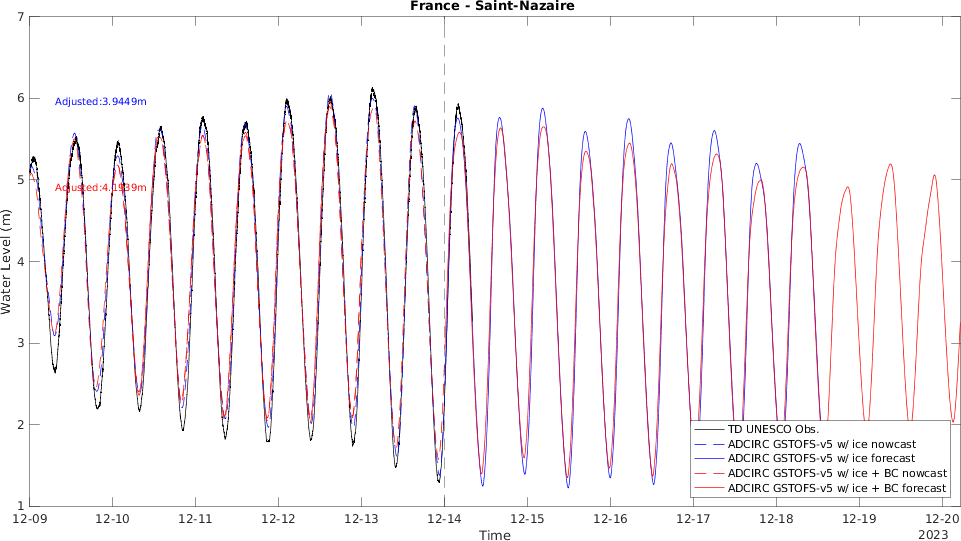 France - Saint-Nazaire
7
6
5
4
3
2
1
Water Level (m)
Adjusted:3.9449m
Adjusted:4.1939m
TD UNESCO Obs.
ADCIRC GSTOFS-v5 w/ ice nowcast
ADCIRC GSTOFS-v5 w/ ice forecast
ADCIRC GSTOFS-v5 w/ ice + BC nowcast
ADCIRC GSTOFS-v5 w/ ice + BC forecast
12-09 12-10 12-11 12-12 12-13 12-14 12-15 12-16 12-17 12-18 12-19 12-20
2023
Time